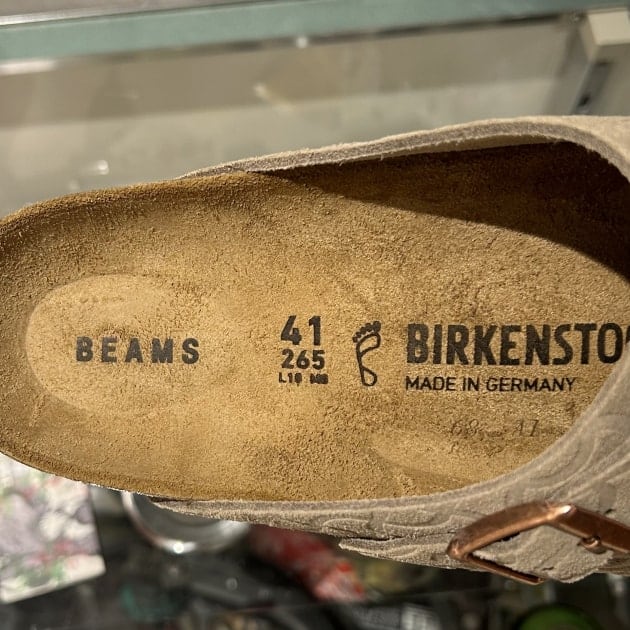 BEAMS
41
265
L10 M8
BIRKENSTO
MADE IN GERMANY